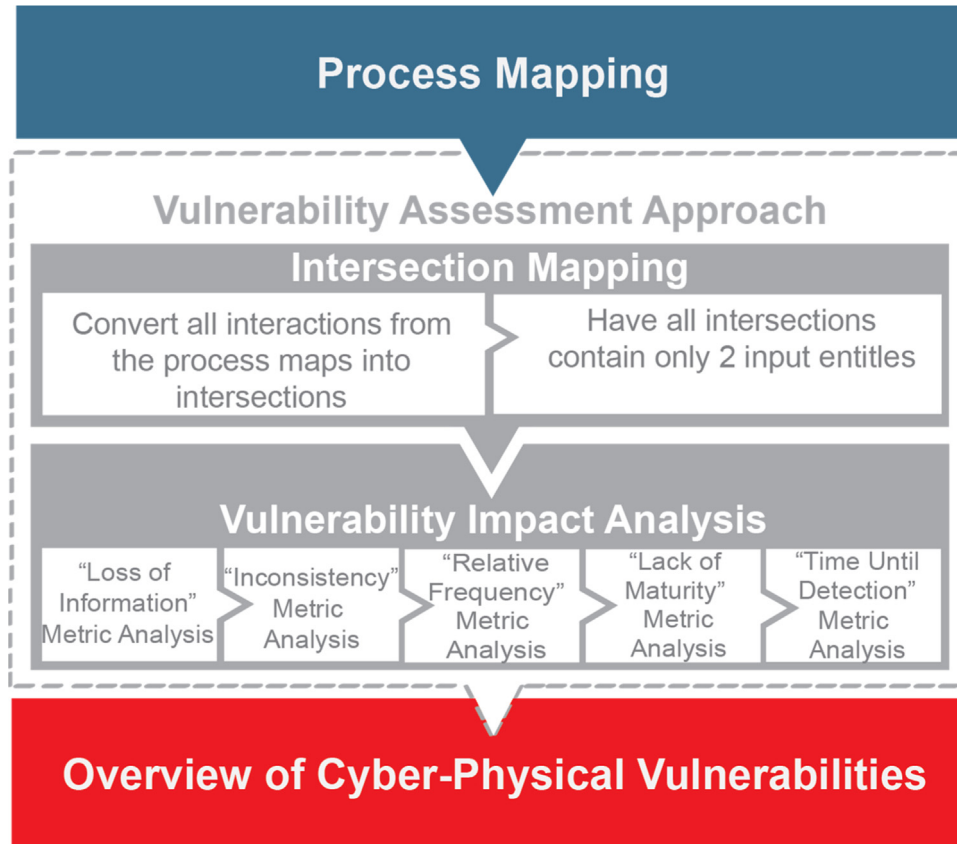 Process Mapping
Vulnerability Assessment Approach
Intersection Mapping
Convert all interactions from
the process maps into
intersections
Have all intersections
contain only 2 input entitles
Vulnerability Impact Analysis
“Loss of
Information”
Metric Analysis
“Inconsistency”
Metric
Analysis
“Relative
Frequency”
Metric
Analysis
“Lack of
Maturity”
Metric
Analysis
“Time Until
Detection”
Metric
Analysis
Overview of Cyber-Physical Vulnerabilities